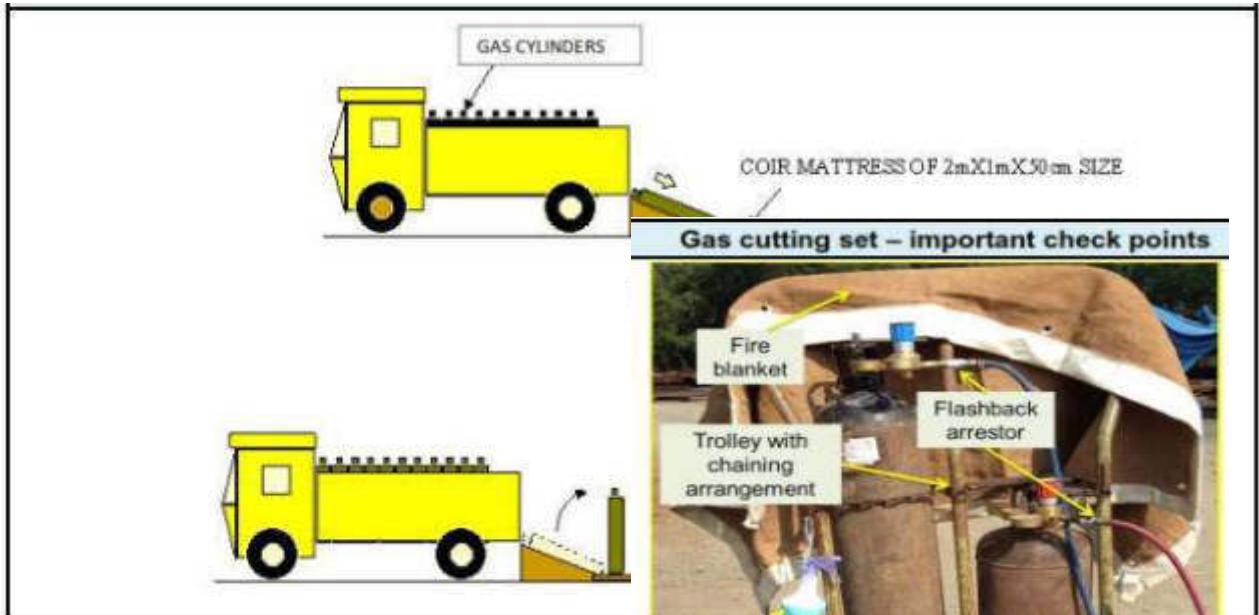 GAS CYLINDERS
COIR MATTRESS OF 2mX1mX50cm SIZE
Gas cutting set – important check points
Fire
blanket
Flashback
arrestor
Trolley with
chaining
arrangement